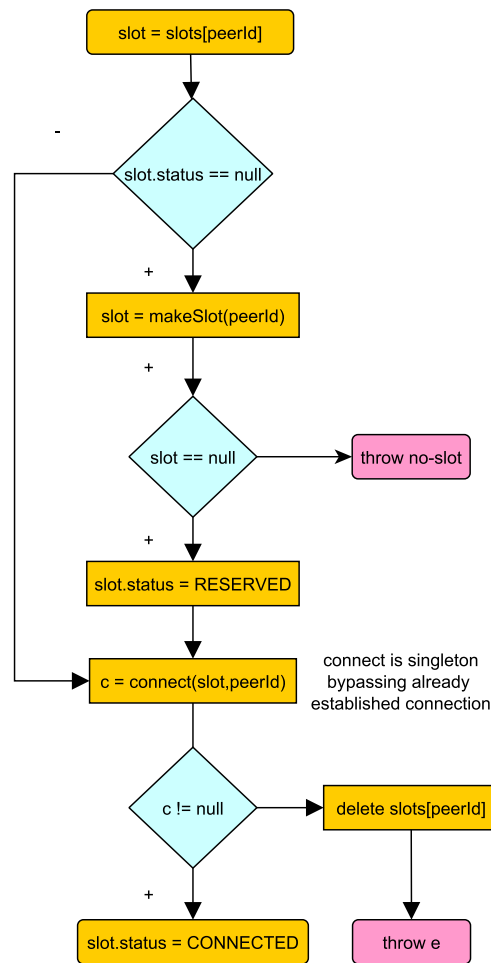 slot = slots[peerId]
-
slot.status == null
+
slot = makeSlot(peerId)
+
slot == null
throw no-slot
+
slot.status = RESERVED
c = connect(slot,peerId)
connect is singleton
bypassing already
established connection
c != null
delete slots[peerId]
+
slot.status = CONNECTED
throw e